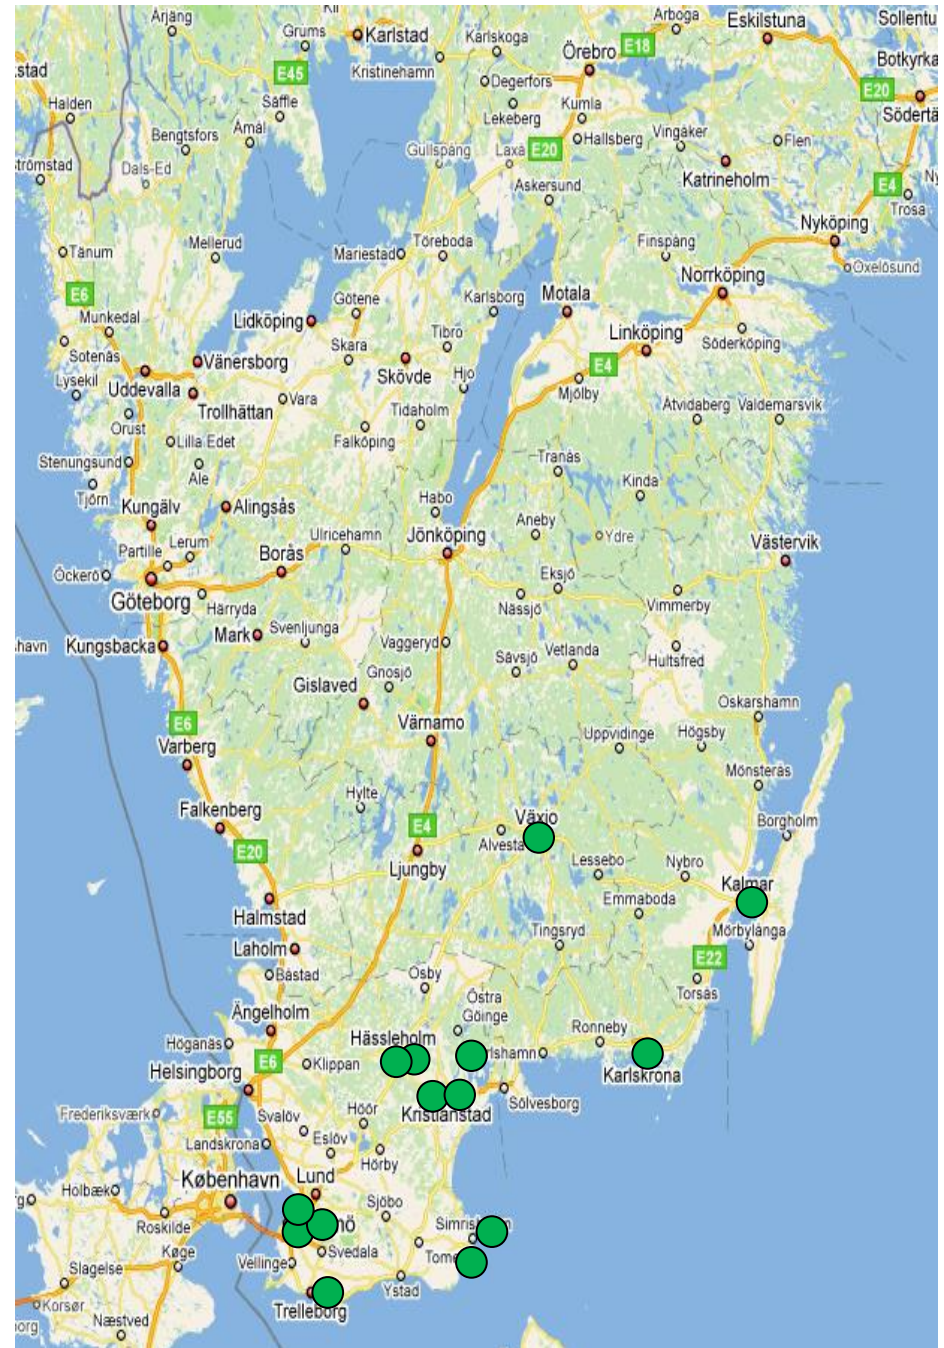 Årjäng
Kil
Grums
Karlstad
Karlskoga
Arboga
Eskilstuna
Sollentu
Örebro
E18
Botkyrka
.stad
E45
Kristinehamn
Degerfors
E20
Halden
Säffle
Lekeberg
Kumla
Södertä
Bengtsfors
Åmål
Hallsberg
Vingåker
Flen
Gullspång
Laxå
E20
trömstad
Dals-Ed
Askersund
Katrineholm
E4
Ny
Trosa
Nyköping
Tanum
Mellerud
Mariestad
Töreboda
Finspång
Oxelösund
E6
Norrköping
Munkedal
Götene
Karlsborg
Motala
Lidköping
Linköping
Sotenäs
Skara
Tibro
Söderköping
Lysekil
Vänersborg
E4
Uddevalla
Skövde
Hjo
Mjölby
Trollhättan
Vara
Tidaholm
Åtvidaberg
Valdemarsvik
Orust
Lilla Edet
Falköping
Stenungsund
Ale
Tranås
Kinda
Tjörn
Kungälv
Alingsås
Habo
Aneby
Ulricehamn
Jönköping
Ydre
Västervik
Partille
Lerum
Borås
Öckerö
Eksjö
Göteborg
Härryda
Nässjö
Vimmerby
Mark
Svenljunga
.havn
Kungsbacka
Vaggeryd
Sävsjö
Vetlanda
Hultsfred
Gnosjö
Gislaved
Oskarshamn
E6
Värnamo
Uppvidinge
Högsby
Varberg
Mönsterås
Hylte
Falkenberg
E4
Växjö
Borgholm
E20
Alvesta
Ljungby
Lessebo
Nybro
Kalmar
Halmstad
Emmaboda
Laholm
Tingsryd
Mörbylånga
E22
Båstad
Osby
Torsås
Östra
Göinge
Ängelholm
Ronneby
Höganäs
Hässleholm
E6
Klippan
rlshamn
Helsingborg
Karlskrona
Frederiksværk
E55
Svalöv
Höör
Kristianstad
Sölvesborg
Landskrona
Eslöv
Hörby
København
Lund
Holbæk
Sjöbo
Roskilde
nö
Simris
Køge
Vellinge
Svedala
Tome
Slagelse
Ystad
Korsør
Trelleborg
Næstved
org